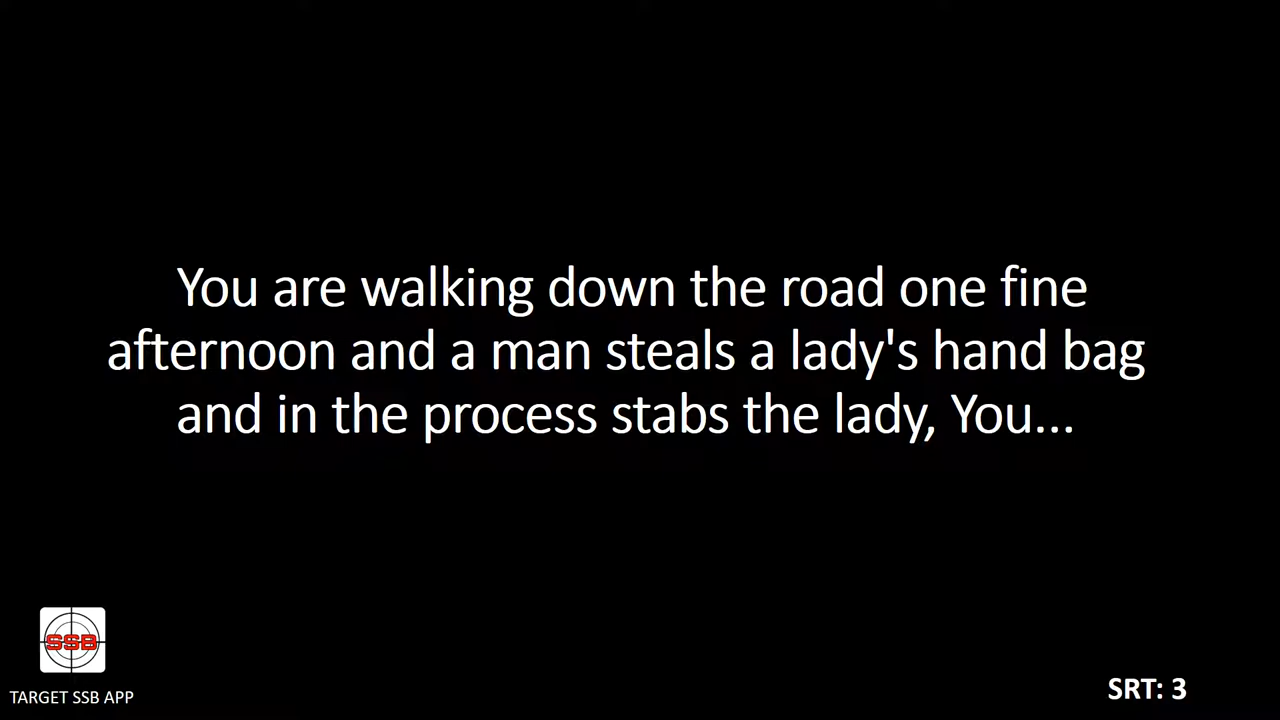 You are walking down the road one fine
afternoon and a man steals a lady's hand bag
and in the process stabs the lady, You...
SSB
TARGET SSB APP
SRT: 3